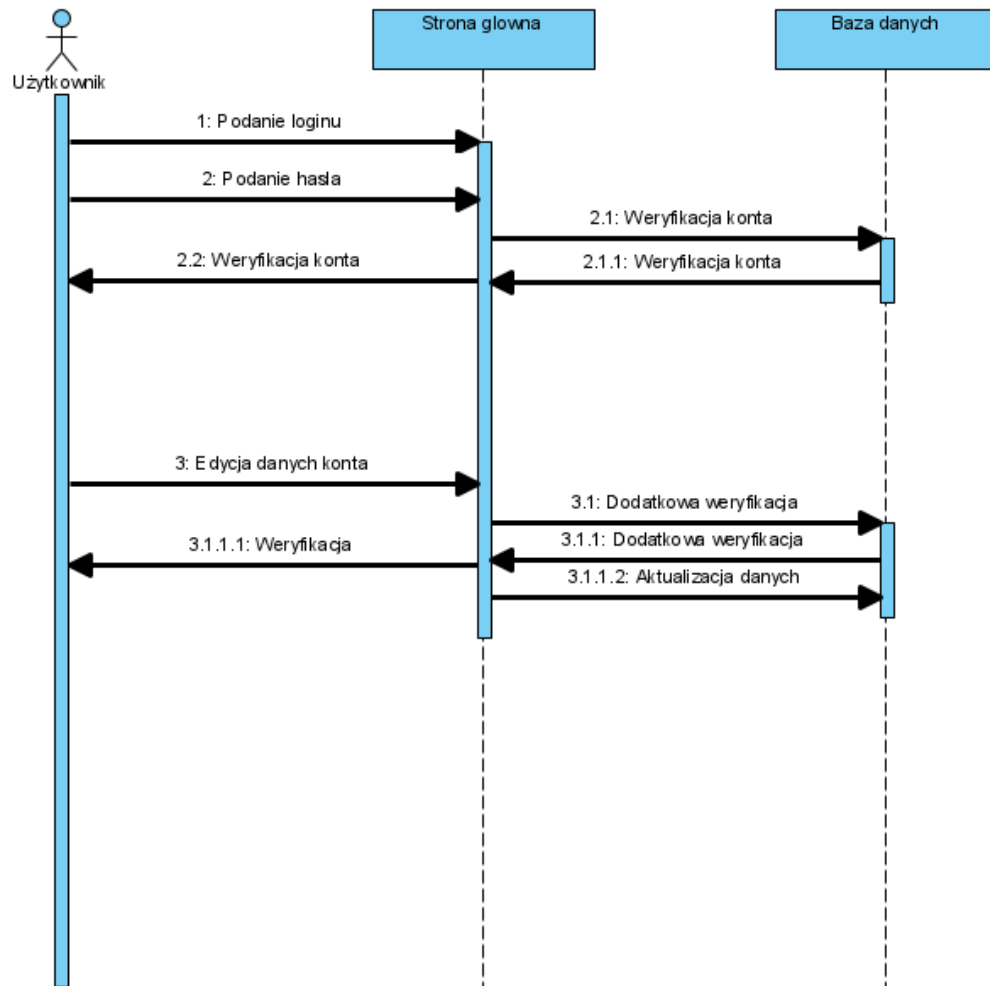 Użytkownik
Strona glowna
Baza danych
1: Podanie loginu
2: Podanie hasla
2.1: Weryfikacja konta
2.2: Weryfikacja konta
2.1.1: Weryfikacja konta
3: Edycja danych konta
3.1: Dodatkowa weryfikacja
3.1.1.1: Weryfikacja
3.1.1: Dodatkowa weryfikacja
3.1.1.2: Aktualizacja danych